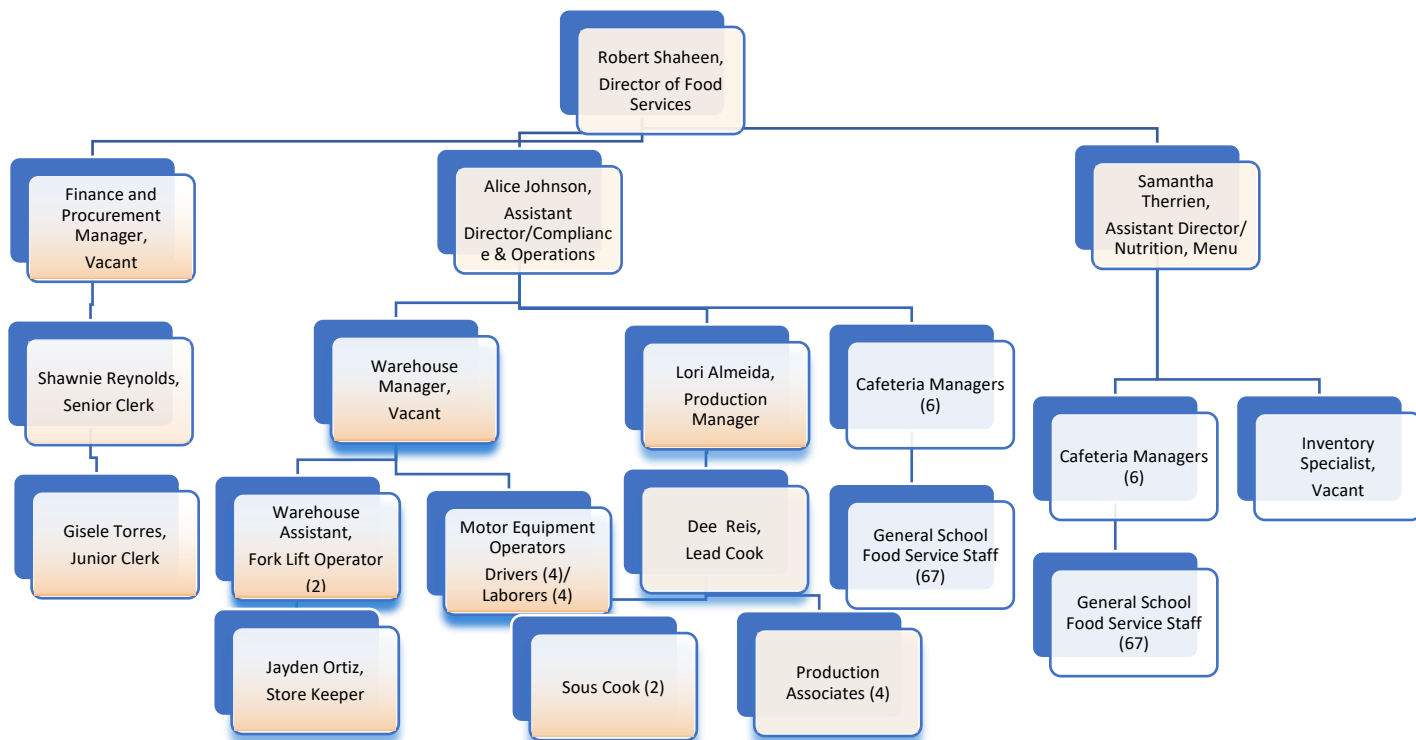 Robert Shaheen,
Director of Food
Services
Finance and
Procurement
Manager,
Vacant
Alice Johnson,
Assistant
Director/Complianc
e & Operations
Samantha
Therrien,
Assistant Director/
Nutrition, Menu
Shawnie Reynolds,
Senior Clerk
Warehouse
Manager,
Vacant
Lori Almeida,
Production
Manager
Cafeteria Managers
(6)
Cafeteria Managers
(6)
Inventory
Specialist,
Vacant
Gisele Torres,
Junior Clerk
Warehouse
Assistant,
Fork Lift Operator
(2)
Motor Equipment
Operators
Drivers (4)/
Laborers (4)
Dee Reis,
Lead Cook
General School
Food Service Staff
(67)
General School
Food Service Staff
(67)
Jayden Ortiz,
Store Keeper
Sous Cook (2)
Production
Associates (4)